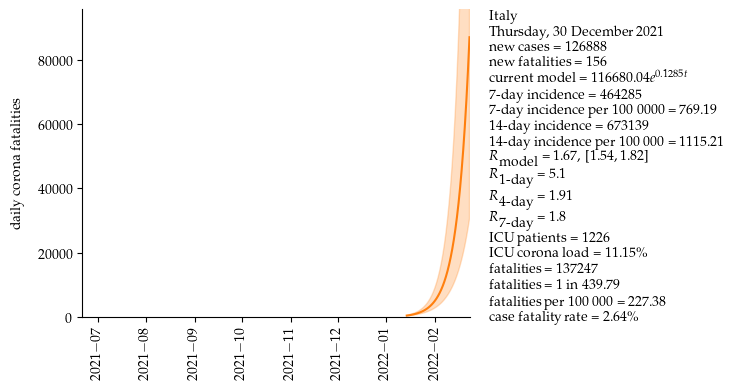 daily corona fatalities
80000
60000
40000
20000
0
2021−07
2021−08
2021−09
2021−10
2021−11
2021−12
2022−01
2022−02
Italy
Thursday, 30 December 2021
new cases = 126888
new fatalities = 156
current model = 116680.04e^0.1285t
7-day incidence = 464285
7-day incidence per 100 0000 = 769.19
14-day incidence = 673139
14-day incidence per 100 000 = 1115.21
R_model = 1.67, [1.54, 1.82]
R_1-day = 5.1
R_4-day = 1.91
R_7-day = 1.8
ICU patients = 1226
ICU corona load = 11.15%
fatalities = 137247
fatalities = 1 in 439.79
fatalities per 100 000 = 227.38
case fatality rate = 2.64%